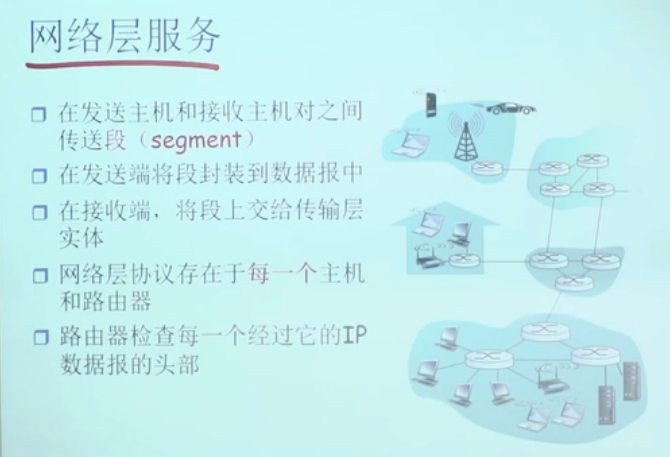 网络层服务
在发送主机和接收主机对之间
传送段（segment）
在发送端将段封装到数据报中
在接收端，将段上交给传输层
实体
网络层协议存在于每一个主机
和路由器
路由器检查每一个经过它的IP
数据报的头部